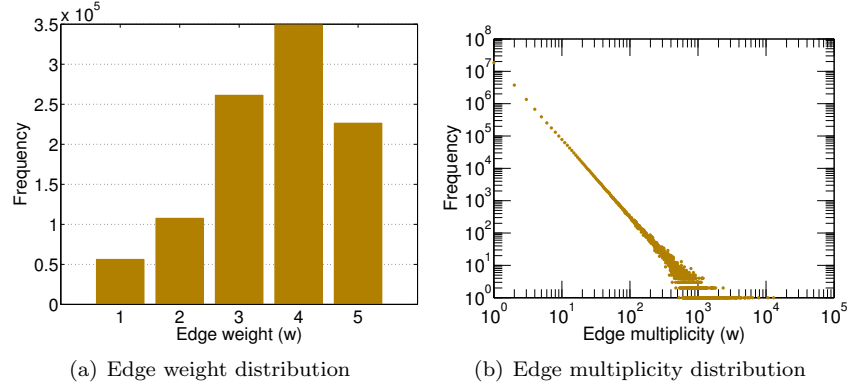 x 10^5
3.5
3
2.5
2
1.5
1
0.5
0
Frequency
1 2 3 4 5
Edge weight (w)
(a) Edge weight distribution
10^8
10^7
10^6
10^5
10^4
10^3
10^2
10^1
10^0
Frequency
10^0 10^1 10^2 10^3 10^4 10^5
Edge multiplicity (w)
(b) Edge multiplicity distribution